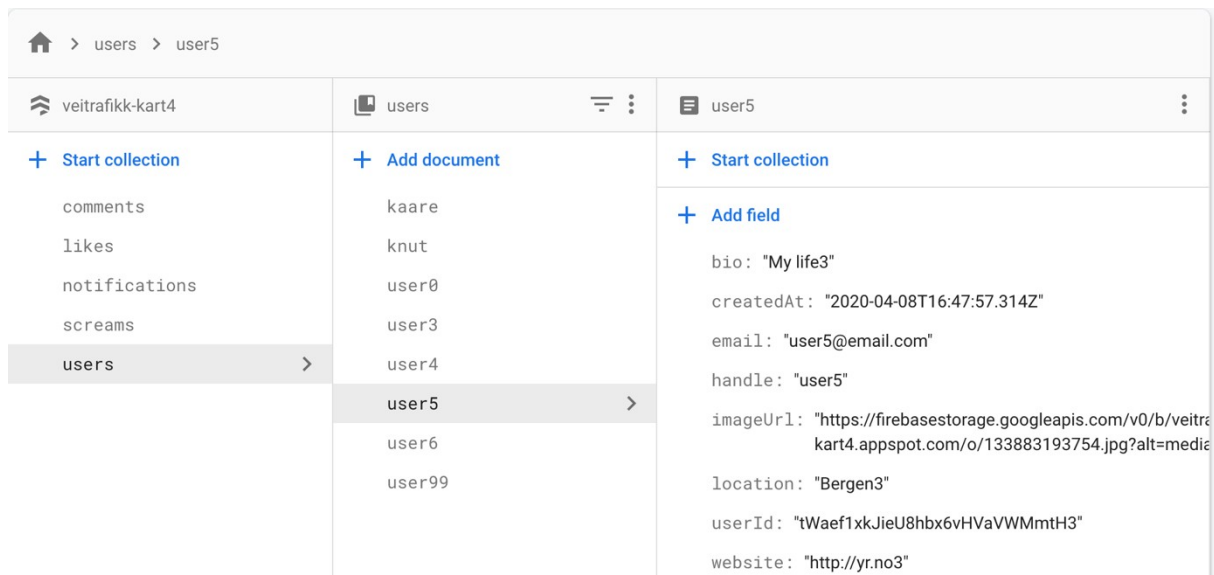 users > user5
veitrafikk-kart4
Start collection
comments
likes
notifications
screams
users
users
Add document
kaare
knut
user0
user3
user4
user5
user6
user99
user5
Start collection
Add field
bio: "My life3"
createdAt: "2020-04-08T16:47:57.314Z"
email: "user5@email.com"
handle: "user5"
imageUrl: "https://firebasestorage.googleapis.com/v0/b/veitra
kart4.appspot.com/o/133883193754.jpg?alt=media
location: "Bergen3"
userId: "tWaef1xkJieU8hbx6vHVaVWMmtH3"
website: "http://yr.no3"